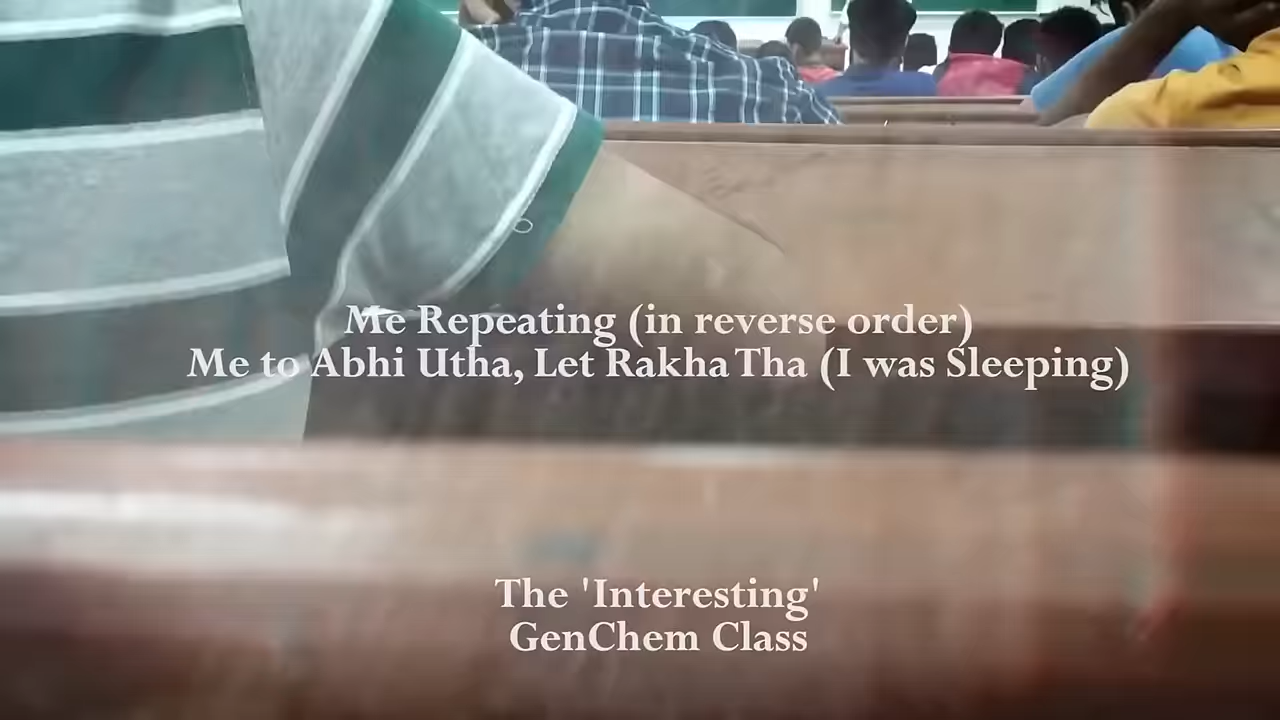 Me Repeating (in reverse order)
Me to Abhi Utha, Let Rakha Tha (I was Sleeping)
The 'Interesting'
GenChem Class